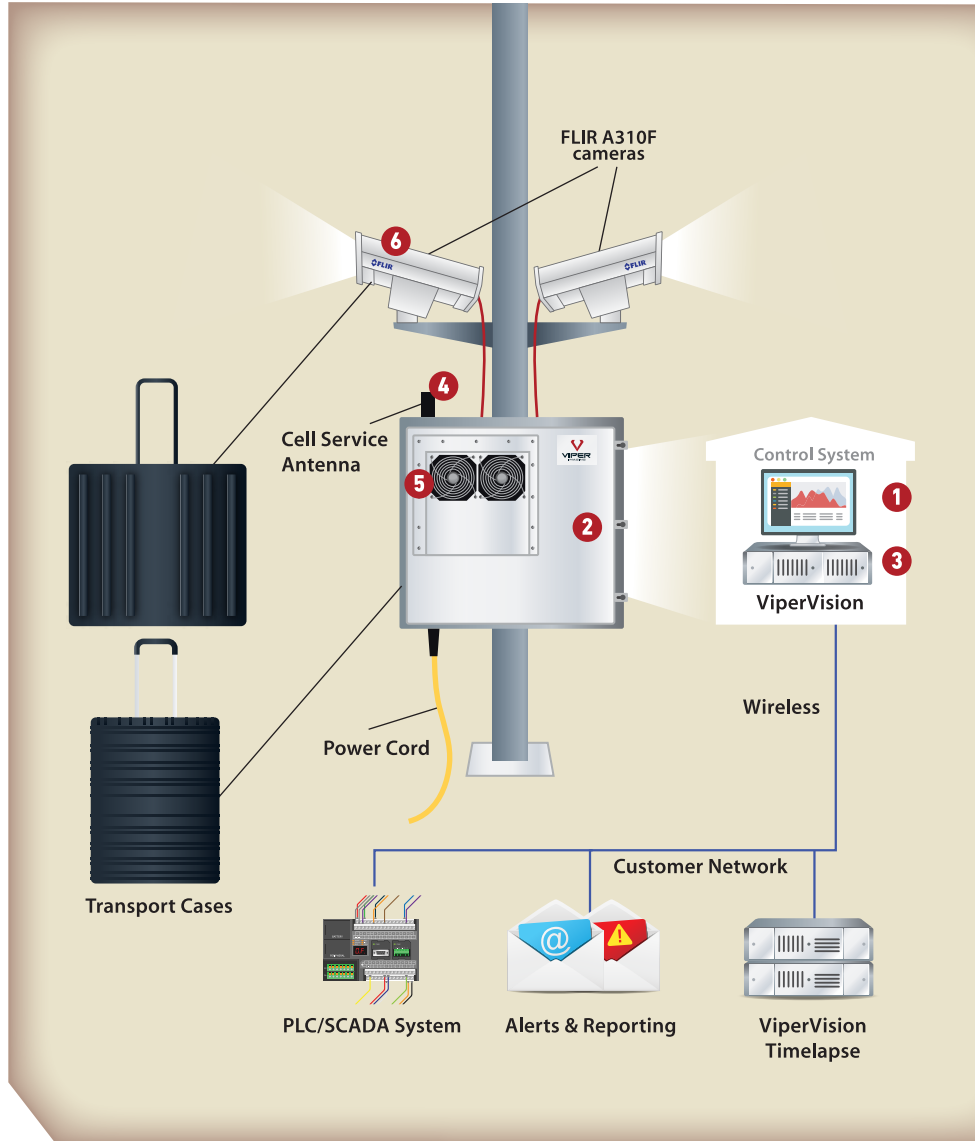 FLIR A310F
cameras
6
FLIR
FLIR
4
Cell Service
Antenna
VIPER
5
2
Control System
1
3
ViperVision
Wireless
Power Cord
Customer Network
Transport Cases
@
!
PLC/SCADA System
Alerts & Reporting
ViperVision
Timelapse